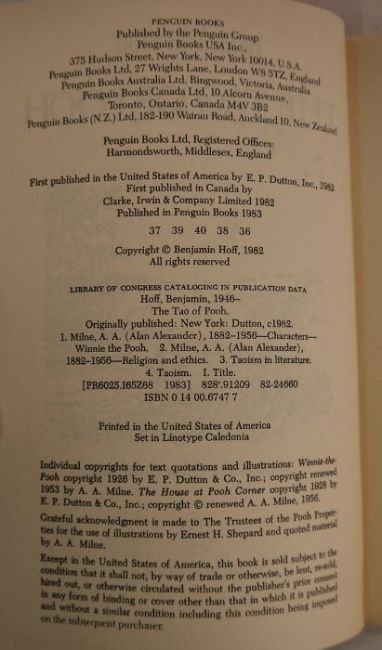 PENGUIN BOOKS
Published by the Penguin Group
Penguin Books USA Inc.,
375 Hudson Street, New York, New York 10014, U.S.A.
Penguin Books Ltd, 27 Wrights Lane, London W8 5TZ, England
Penguin Books Australia Ltd, Ringwood, Victoria, Australia
Penguin Books Canada Ltd, 10 Alcorn Avenue,
Toronto, Ontario, Canada M4V 3B2
Penguin Books (N.Z.) Ltd, 182-190 Wairau Road, Auckland 10, New Zealand
Penguin Books Ltd, Registered Offices:
Harmondsworth, Middlesex, England
First published in the United States of America by E. P. Dutton, Inc., 1982
First published in Canada by
Clarke, Irwin & Company Limited 1982
Published in Penguin Books 1983
37 39 40 38 36
Copyright © Benjamin Hoff, 1982
All rights reserved
LIBRARY OF CONGRESS CATALOGING IN PUBLICATION DATA
Hoff, Benjamin, 1946–
The Tao of Pooh.
Originally published: New York: Dutton, c1982.
1. Milne, A. A. (Alan Alexander), 1882–1956—Characters—
Winnie the Pooh. 2. Milne, A. A. (Alan Alexander),
1882–1956—Religion and ethics. 3. Taoism in literature.
4. Taoism. I. Title.
[PR6025.I65Z68 1983] 828'.91209 82-24660
ISBN 0 14 00.6747 7
Printed in the United States of America
Set in Linotype Caledonia
Individual copyrights for text quotations and illustrations: Winnie-the-
Pooh copyright 1926 by E. P. Dutton & Co., Inc.; copyright renewed
1953 by A. A. Milne. The House at Pooh Corner copyright 1928 by
E. P. Dutton & Co., Inc.; copyright © renewed A. A. Milne, 1956.
Grateful acknowledgment is made to The Trustees of the Pooh Proper-
ties for the use of illustrations by Ernest H. Shepard and quoted material
by A. A. Milne.
Except in the United States of America, this book is sold subject to the
condition that it shall not, by way of trade or otherwise, be lent, re-sold,
hired out, or otherwise circulated without the publisher's prior consent
in any form of binding or cover other than that in which it is published
and without a similar condition including this condition being imposed
on the subsequent purchaser.